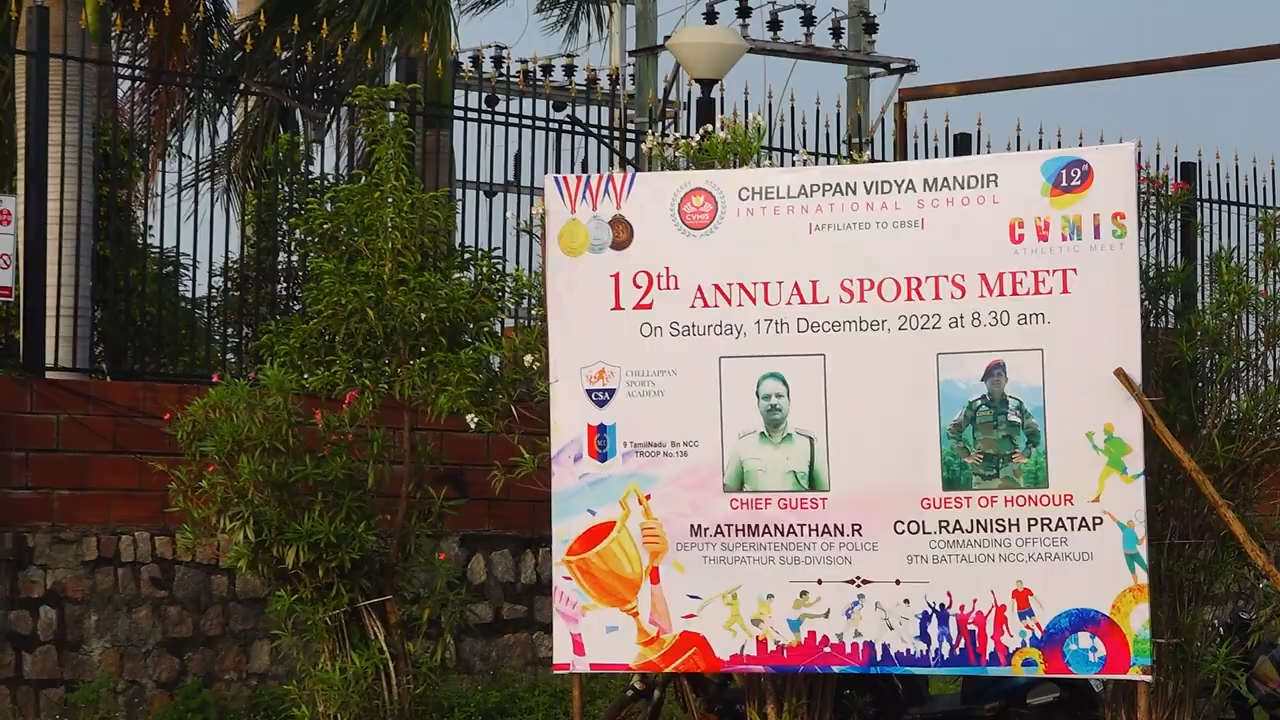 CHELLAPPAN VIDYA MANDIR
INTERNATIONAL SCHOOL
AFFILIATED TO CBSE
CVMIS
12th
CVMIS
ATHLETIC MEET
3
12th ANNUAL SPORTS MEET
On Saturday, 17th December, 2022 at 8.30 am.
CSA
CHELLAPPAN
SPORTS
ACADEMY
NCC
9 TamilNadu Bn NCC
TROOP No:136
CHIEF GUEST
Mr.ATHMANATHAN.R
DEPUTY SUPERINTENDENT OF POLICE
THIRUPATHUR SUB-DIVISION
GUEST OF HONOUR
COL.RAJNISH PRATAP
COMMANDING OFFICER
9TN BATTALION NCC,KARAIKUDI